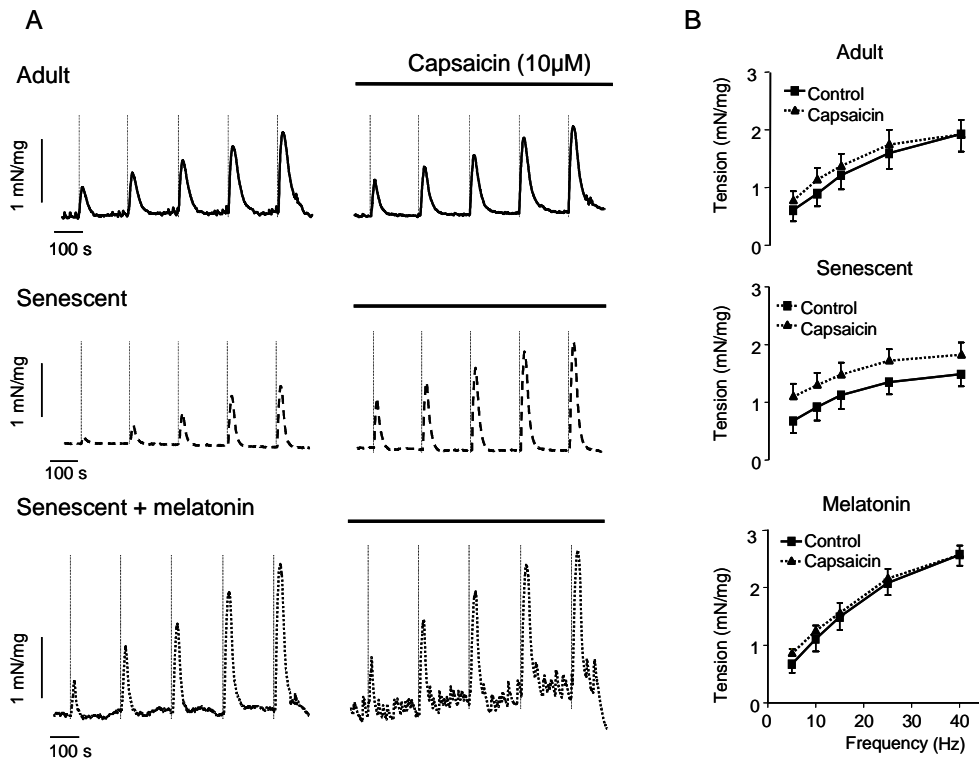 A
Adult
Capsaicin (10μM)
1 mN/mg
100 s
Senescent
1 mN/mg
100 s
Senescent + melatonin
1 mN/mg
100 s
B
Adult
3
2
1
0
Tension (mN/mg)
Control
Capsaicin
Senescent
3
2
1
0
Tension (mN/mg)
Control
Capsaicin
Melatonin
3
2
1
0
Tension (mN/mg)
Control
Capsaicin
0 10 20 30 40
Frequency (Hz)